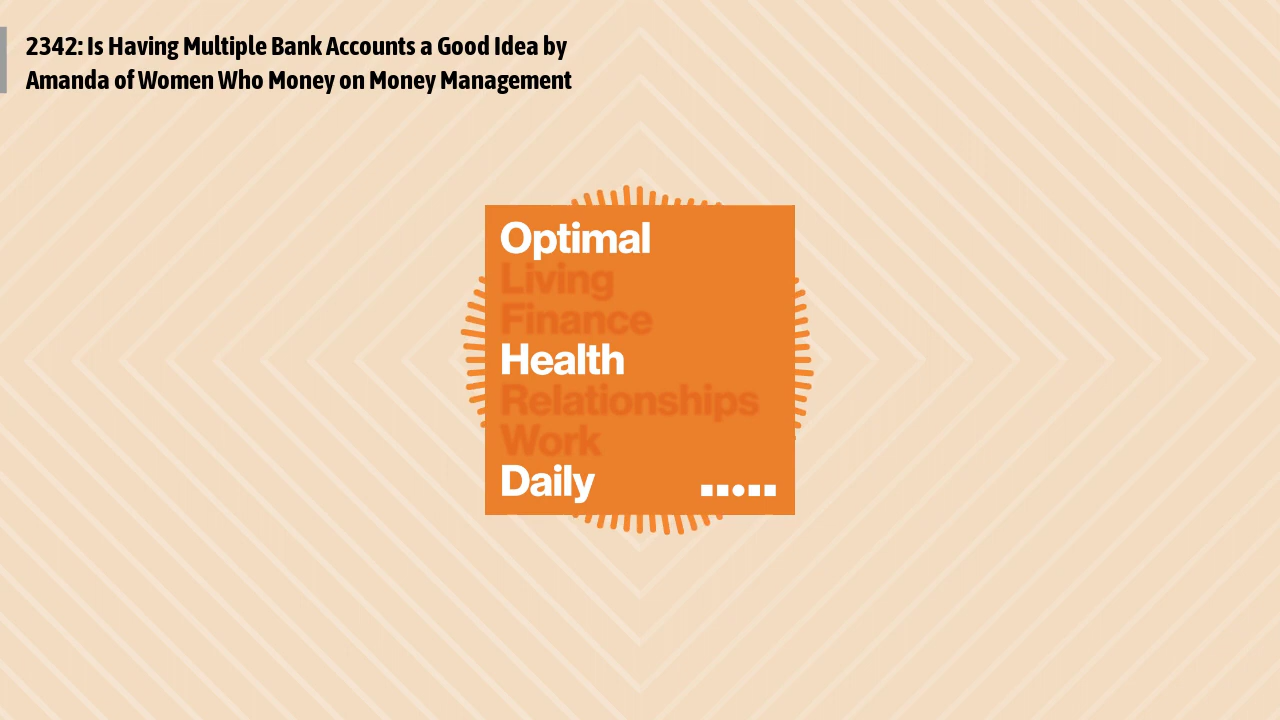 2342: Is Having Multiple Bank Accounts a Good Idea by
Amanda of Women Who Money on Money Management
Optimal
Living
Finance
Health
Relationships
Work
Daily